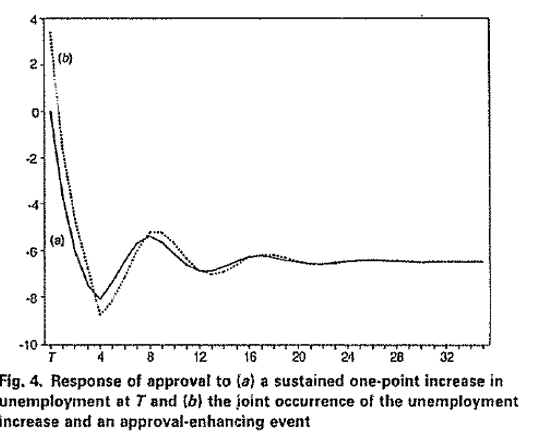 4
2
(b)
0
-2
-4
(a)
-6
-8
-10
T 4 8 12 16 20 24 28 32
Fig. 4. Response of approval to (a) a sustained one-point increase in
unemployment at T and (b) the joint occurrence of the unemployment
increase and an approval-enhancing event